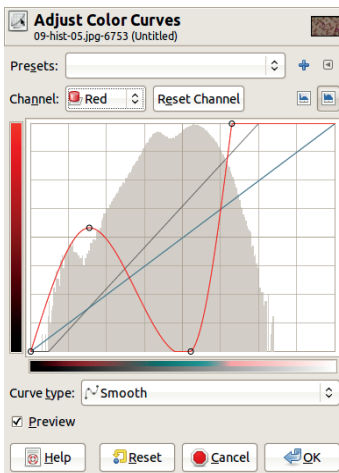 Adjust Color Curves
09-hist-05.jpg-6753 (Untitled)
Presets:
Channel: Red Reset Channel
Curve type: Smooth
Preview
Help Reset Cancel OK